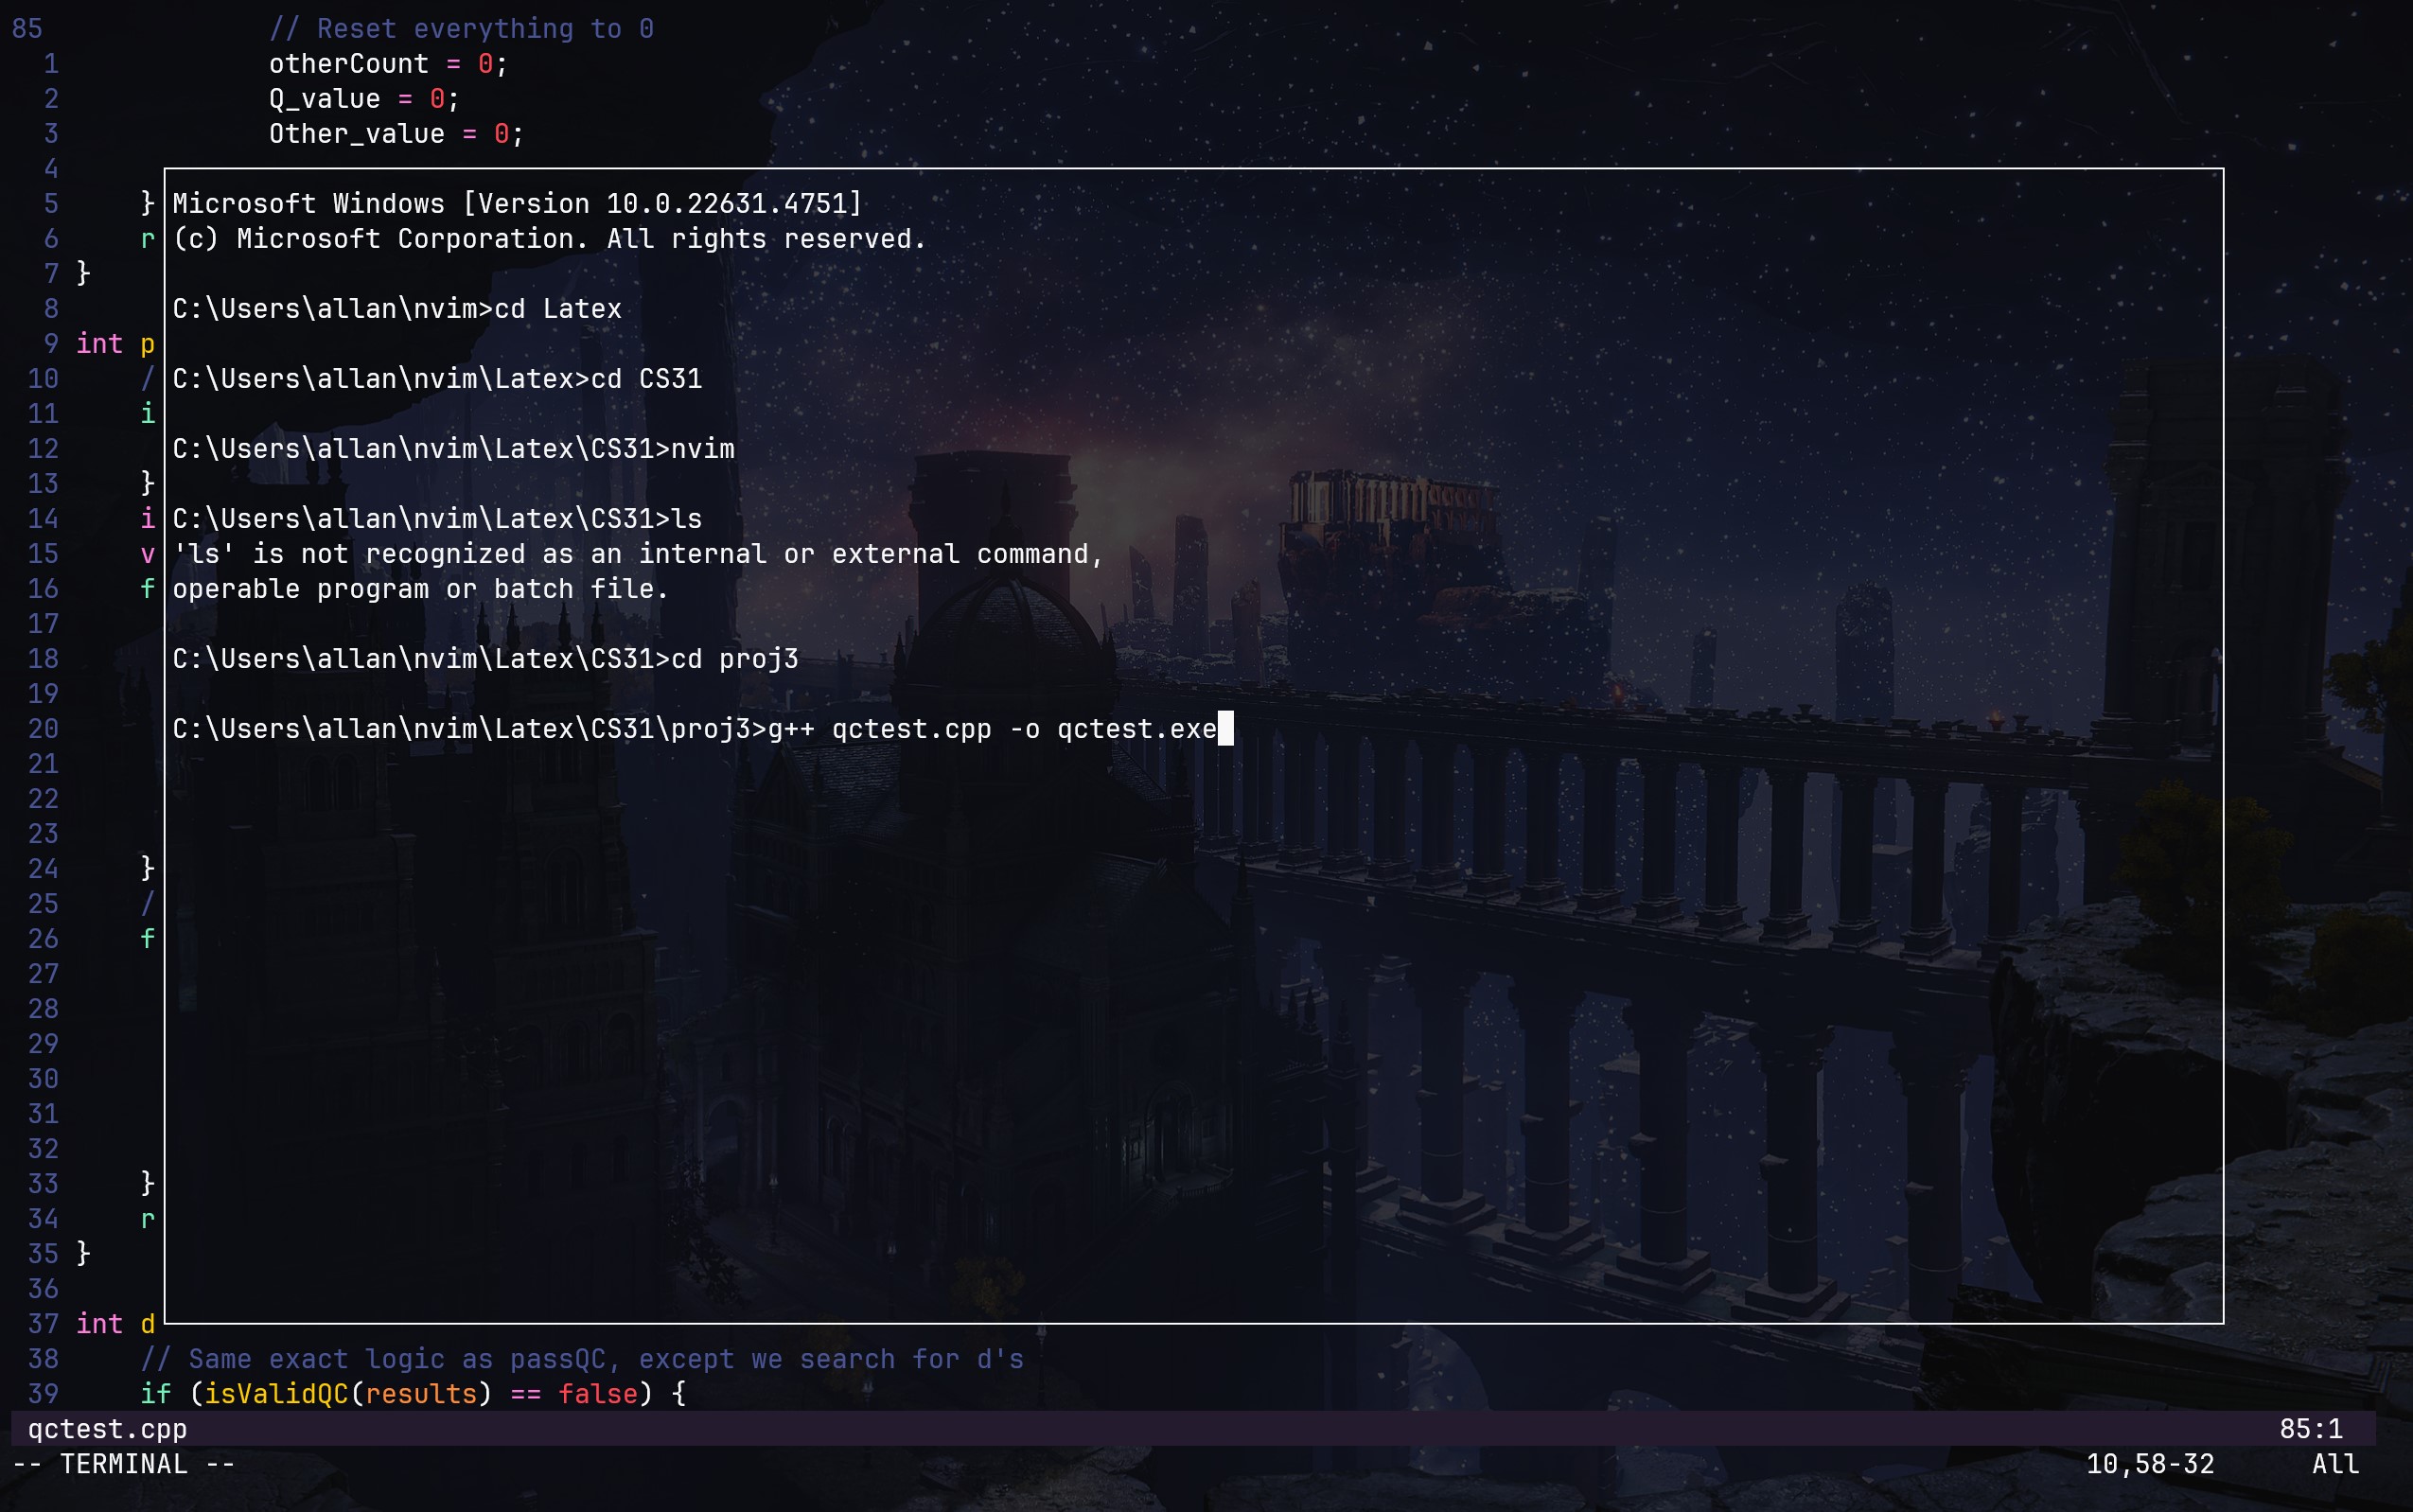 85 // Reset everything to 0
1 otherCount = 0;
2 Q_value = 0;
3 Other_value = 0;
4
5 } Microsoft Windows [Version 10.0.22631.4751]
6 r (c) Microsoft Corporation. All rights reserved.
7 }
8 C:\Users\allan\nvim>cd Latex
9 int p
10 / C:\Users\allan\nvim\Latex>cd CS31
11 i
12 C:\Users\allan\nvim\Latex\CS31>nvim
13 }
14 i C:\Users\allan\nvim\Latex\CS31>ls
15 v 'ls' is not recognized as an internal or external command,
16 f operable program or batch file.
17
18 C:\Users\allan\nvim\Latex\CS31>cd proj3
19
20 C:\Users\allan\nvim\Latex\CS31\proj3>g++ qctest.cpp -o qctest.exe
21
22
23
24 }
25 /
26 f
27
28
29
30
31
32
33 }
34 r
35 }
36
37 int d
38 // Same exact logic as passQC, except we search for d's
39 if (isValidQC(results) == false) {
qctest.cpp 85:1
-- TERMINAL -- 10,58-32 All